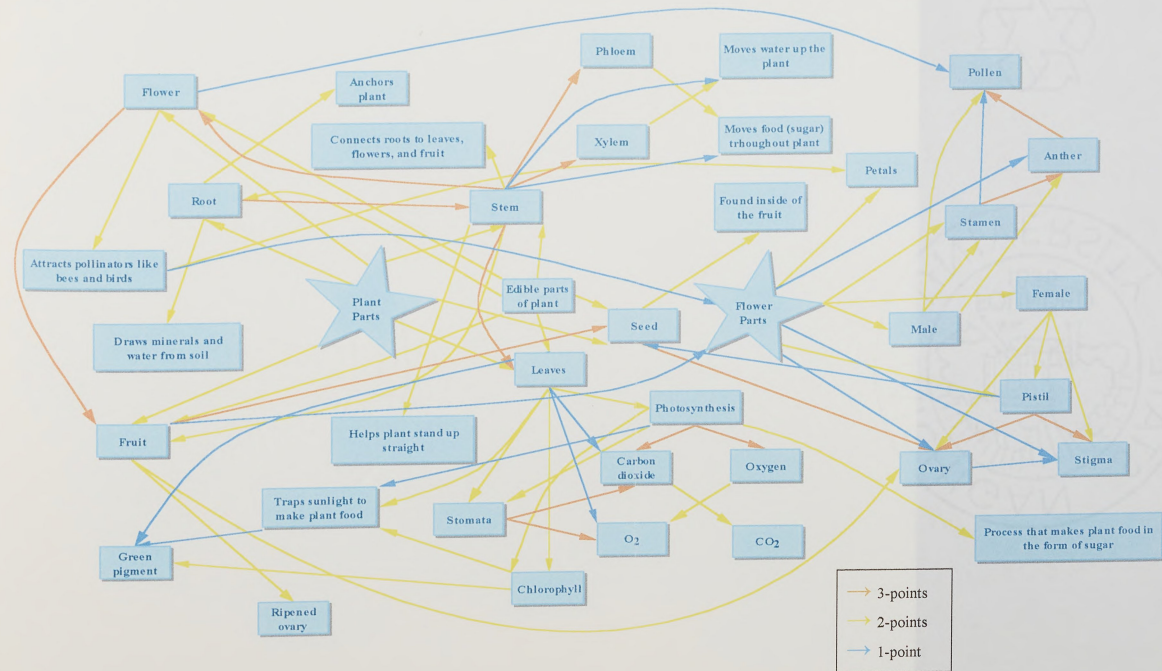 Phloem
Moves water up the
plant
Pollen
Flower
Anchors
plant
Connects roots to leaves,
flowers, and fruit
Xylem
Moves food (sugar)
trhoughout plant
Anther
Petals
Root
Stem
Found inside of
the fruit
Stamen
Attracts pollinators like
bees and birds
Plant
Parts
Edible parts
of plant
Flower
Parts
Female
Seed
Male
Draws minerals and
water from soil
Leaves
Pistil
Photosynthesis
Fruit
Helps plant stand up
straight
Carbon
dioxide
Oxygen
Ovary
Stigma
Traps sunlight to
make plant food
Stomata
O2
CO2
Process that makes plant food in
the form of sugar
Green
pigment
Chlorophyll
Ripened
ovary
3-points
2-points
1-point